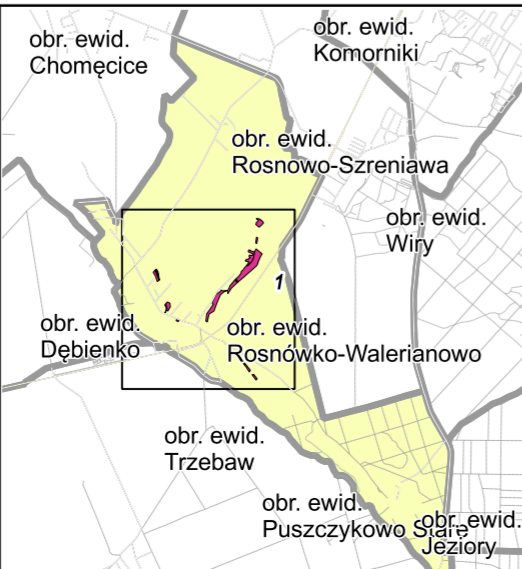 obr. ewid.
Chomęcice
obr. ewid.
Komorniki
obr. ewid.
Rosnowo-Szreniawa
obr. ewid.
Wiry
1
obr. ewid.
Dębienko
obr. ewid.
Rosnówko-Walerianowo
obr. ewid.
Trzebaw
obr. ewid.
Puszczykowo Stare
obr. ewid.
Jeziory